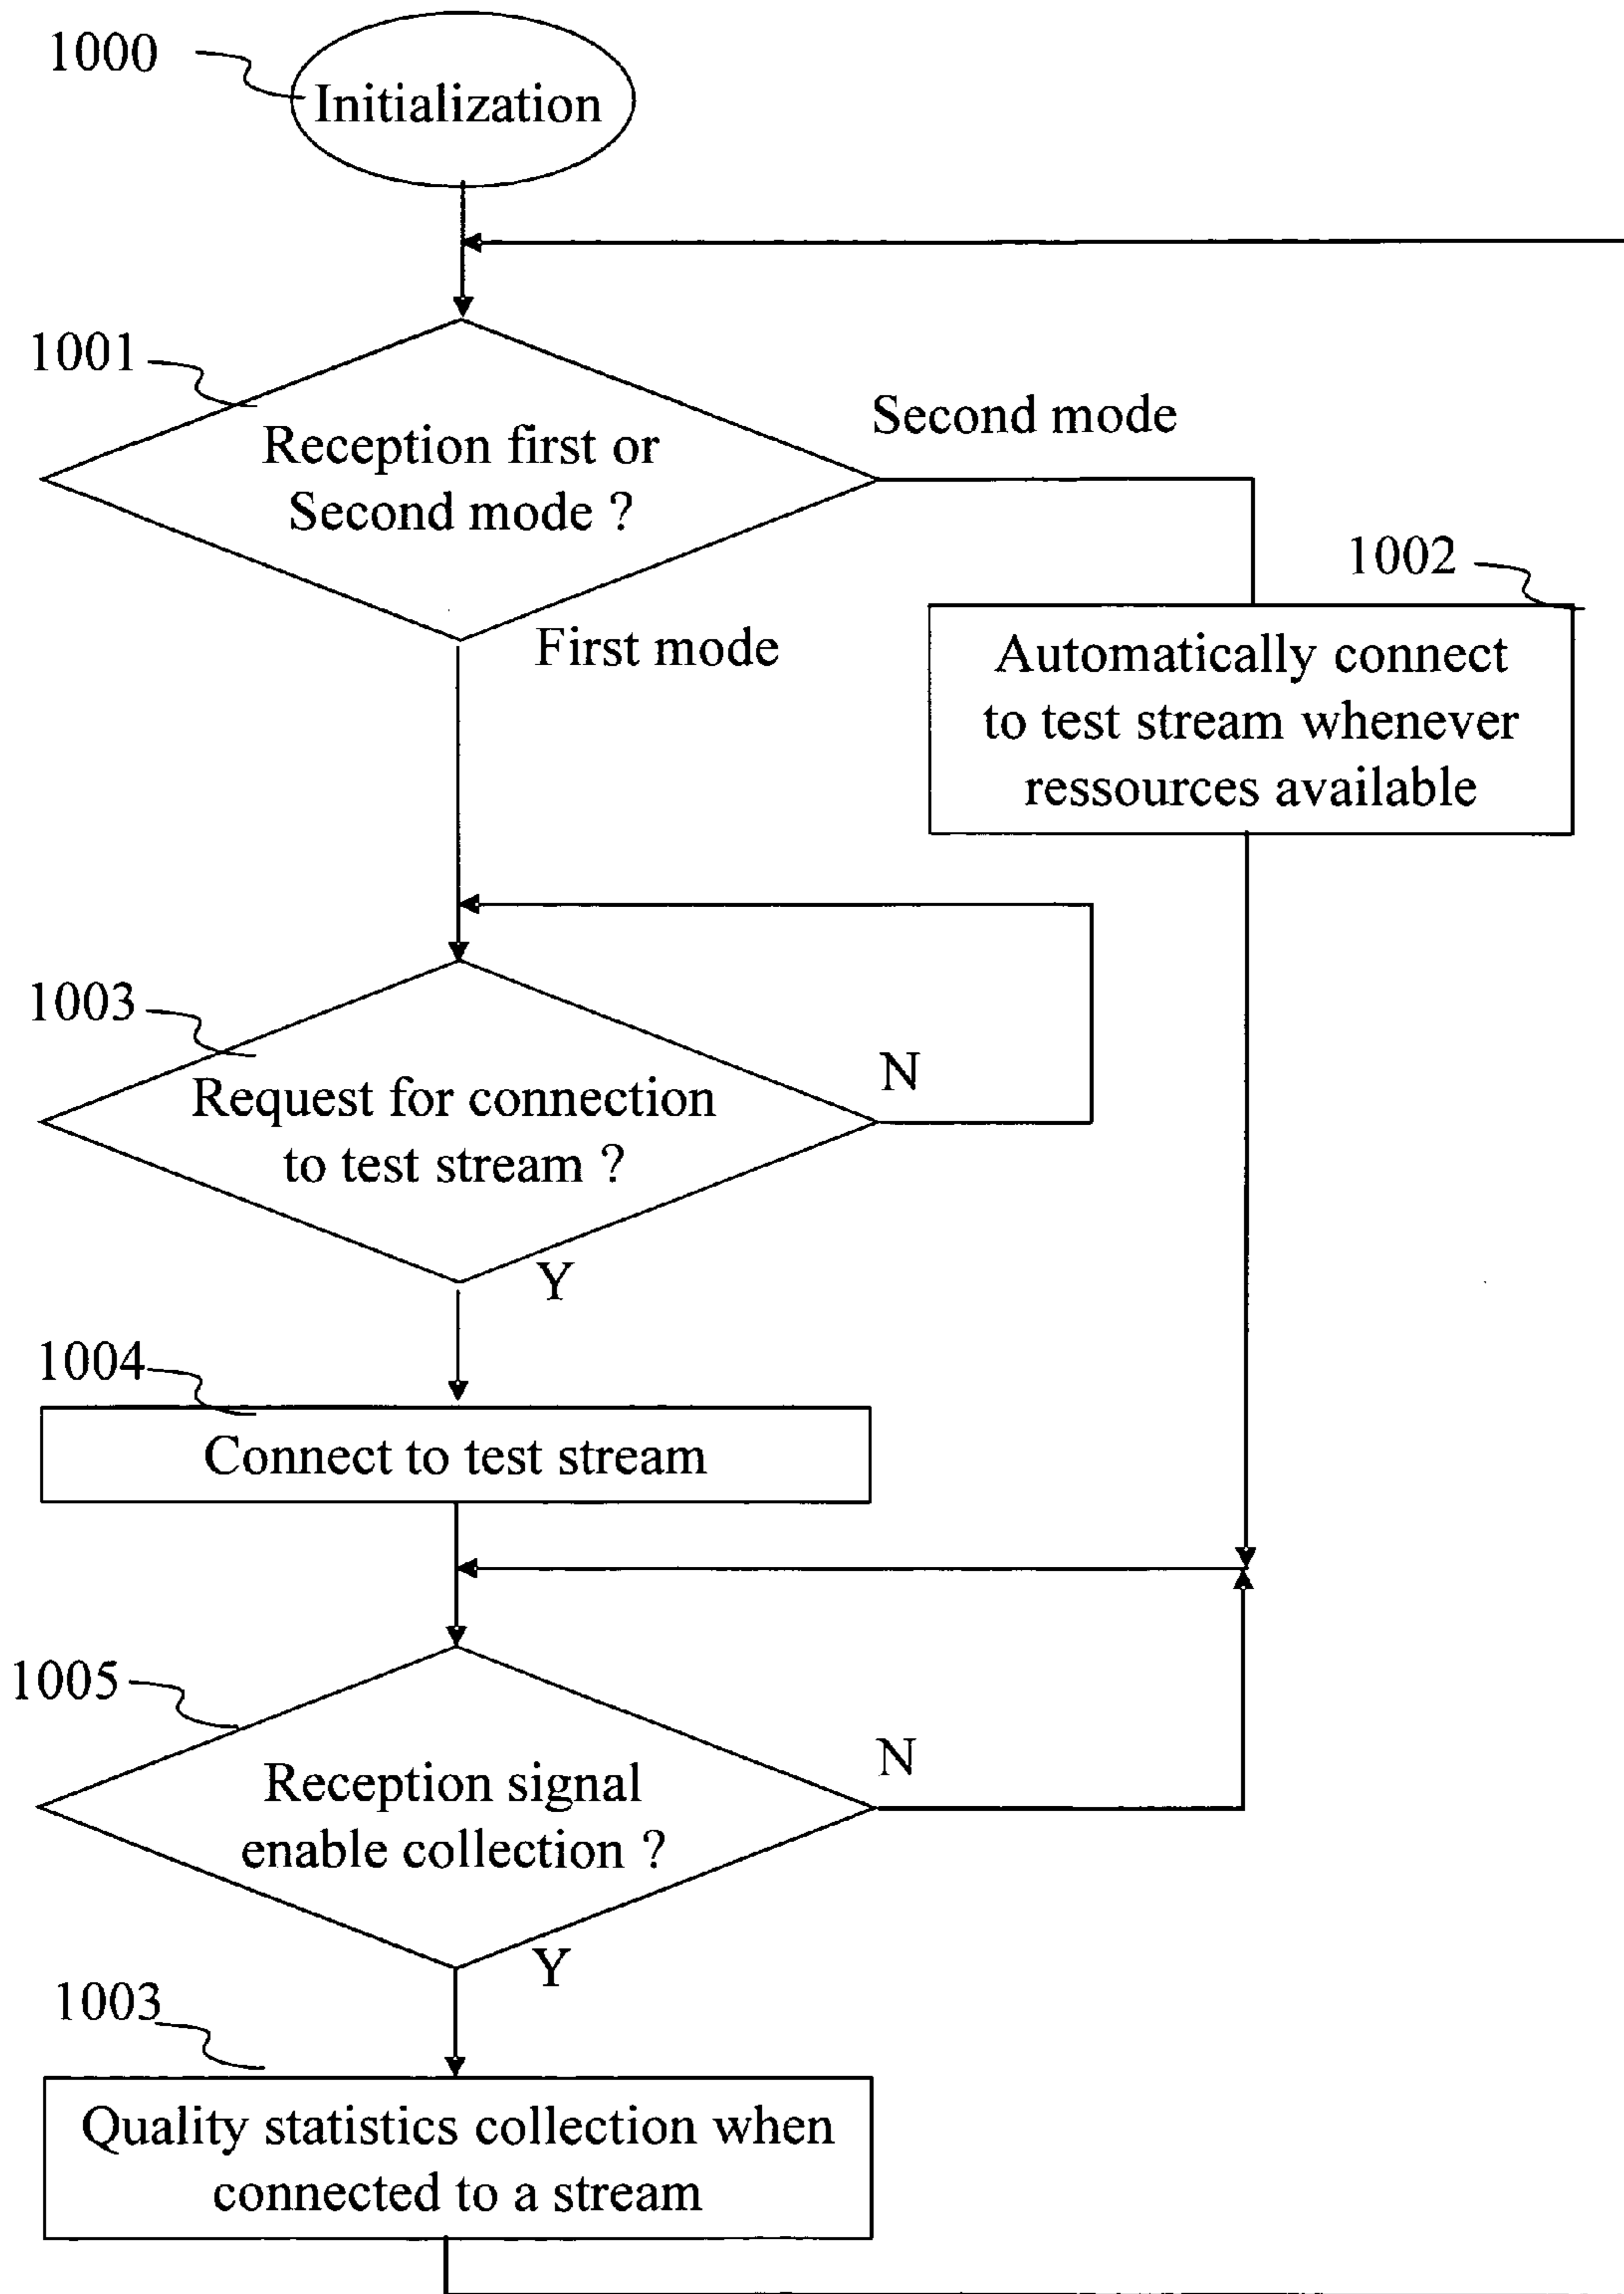 1000
Initialization
1001
Reception first or
Second mode ?
Second mode
First mode
1002
Automatically connect
to test stream whenever
ressources available
1003
Request for connection
to test stream ?
N
Y
1004
Connect to test stream
1005
Reception signal
enable collection ?
N
Y
1003
Quality statistics collection when
connected to a stream